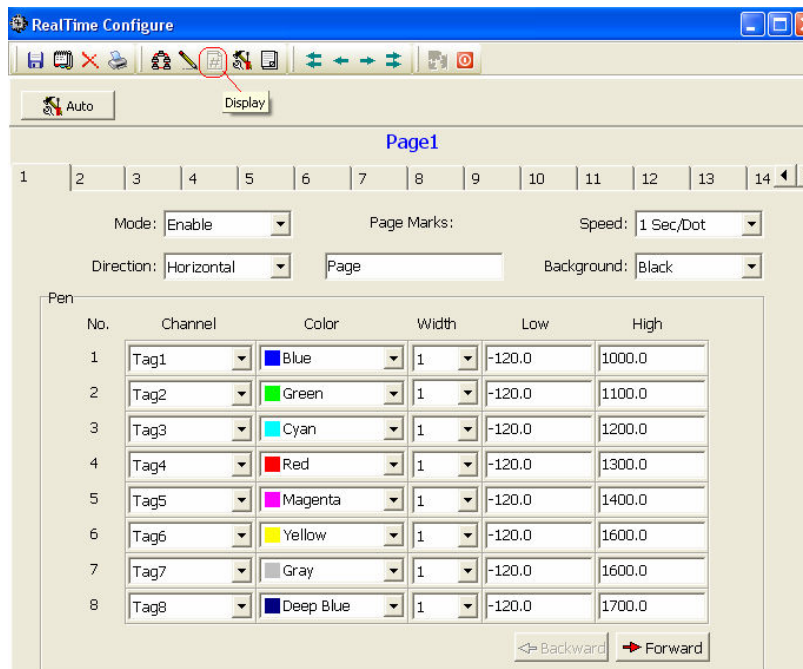 RealTime Configure
Display
Auto
Page1
1 2 3 4 5 6 7 8 9 10 11 12 13 14
Mode: Enable Page Marks: Speed: 1 Sec/Dot
Direction: Horizontal Page Background: Black
Pen
No. Channel Color Width Low High
1 Tag1 Blue 1 -120.0 1000.0
2 Tag2 Green 1 -120.0 1100.0
3 Tag3 Cyan 1 -120.0 1200.0
4 Tag4 Red 1 -120.0 1300.0
5 Tag5 Magenta 1 -120.0 1400.0
6 Tag6 Yellow 1 -120.0 1600.0
7 Tag7 Gray 1 -120.0 1600.0
8 Tag8 Deep Blue 1 -120.0 1700.0
Backward Forward